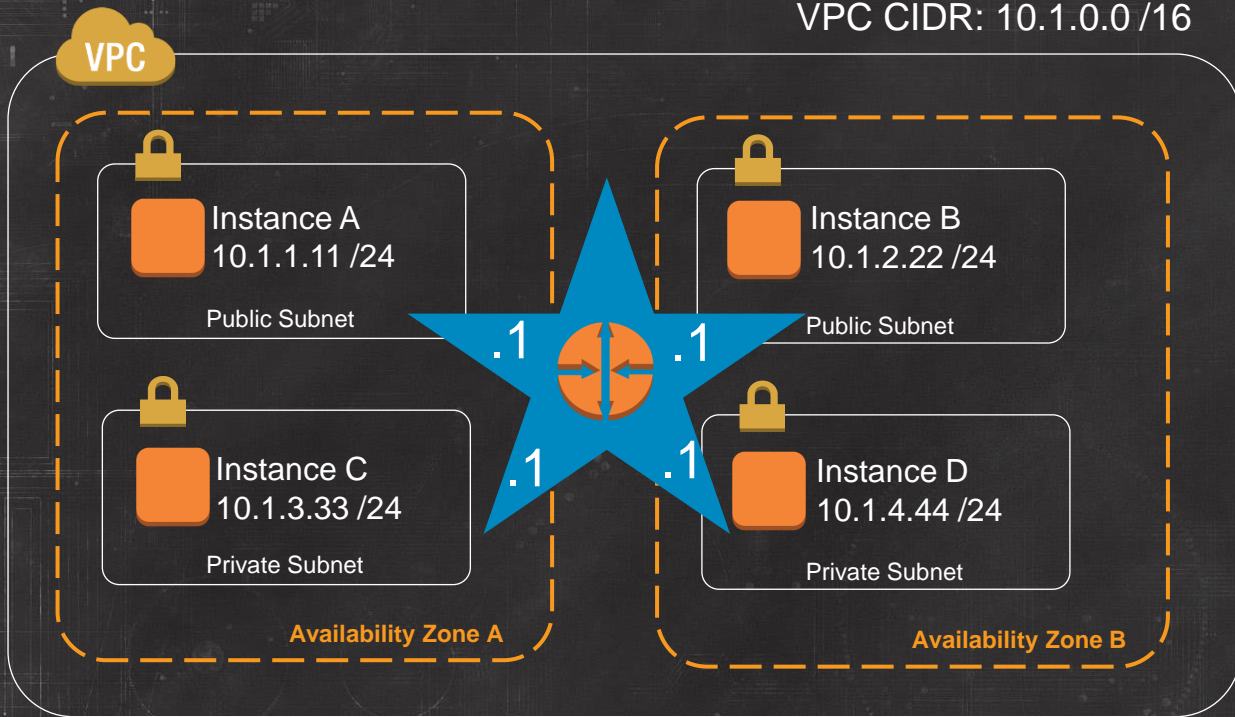 VPC CIDR: 10.1.0.0 /16
VPC
Instance A
10.1.1.11 /24
Public Subnet
Instance B
10.1.2.22 /24
Public Subnet
.1
.1
.1
.1
Instance C
10.1.3.33 /24
Private Subnet
Instance D
10.1.4.44 /24
Private Subnet
Availability Zone A
Availability Zone B